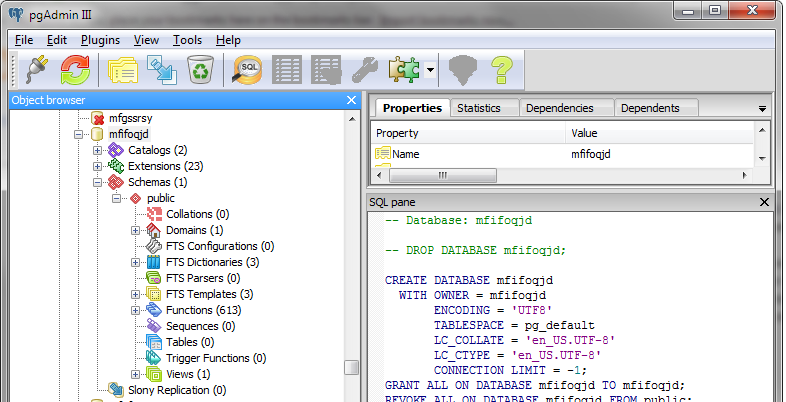 pgAdmin III
File Edit Plugins View Tools Help
SQL
Object browser
mfgssrsy
mfifoqjd
Catalogs (2)
Extensions (23)
Schemas (1)
public
Collations (0)
Domains (1)
FTS Configurations (0)
FTS Dictionaries (3)
FTS Parsers (0)
FTS Templates (3)
Functions (613)
Sequences (0)
Tables (0)
Trigger Functions (0)
Views (1)
Slony Replication (0)
Properties Statistics Dependencies Dependents
Property Value
Name mfifoqjd
SQL pane
-- Database: mfifoqjd
-- DROP DATABASE mfifoqjd;
CREATE DATABASE mfifoqjd
WITH OWNER = mfifoqjd
ENCODING = 'UTF8'
TABLESPACE = pg_default
LC_COLLATE = 'en_US.UTF-8'
LC_CTYPE = 'en_US.UTF-8'
CONNECTION LIMIT = -1;
GRANT ALL ON DATABASE mfifoqjd TO mfifoqjd;
REVOKE ALL ON DATABASE mfifoqjd FROM public;